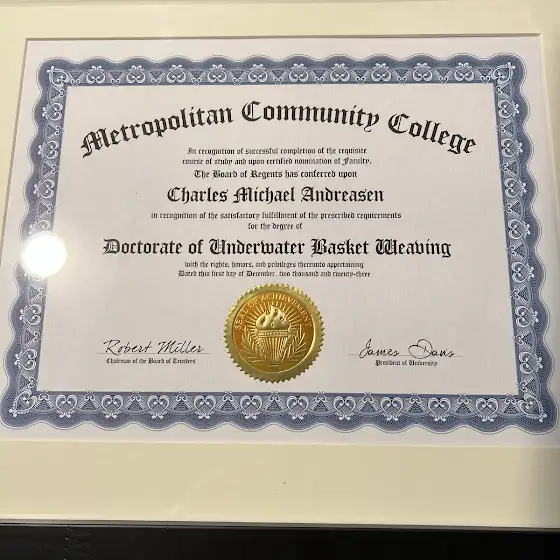 Metropolitan Community College
In recognition of successful completion of the requisite
course of study and upon certified nomination of Faculty,
The Board of Regents has conferred upon
Charles Michael Andreasen
in recognition of the satisfactory fulfillment of the prescribed requirements
for the degree of
Doctorate of Underwater Basket Weaving
with the rights, honors, and privileges thereunto appertaining
Dated this first day of December, two thousand and twenty-three
Robert Miller
Chairman of the Board of Trustees
James Davis
President of University